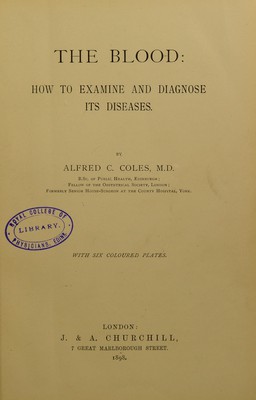 THE BLOOD:
HOW TO EXAMINE AND DIAGNOSE
ITS DISEASES.
BY
ALFRED C. COLES, M.D.
B.Sc. IN PUBLIC HEALTH, EDINBURGH;
FELLOW OF THE OBSTETRICAL SOCIETY, LONDON;
FORMERLY SENIOR HOUSE-SURGEON AT THE COUNTY HOSPITAL, YORK.
ROYAL COLLEGE OF
LIBRARY.
PHYSICIANS, EDINR
WITH SIX COLOURED PLATES.
LONDON:
J. & A. CHURCHILL,
7 GREAT MARLBOROUGH STREET.
1898.